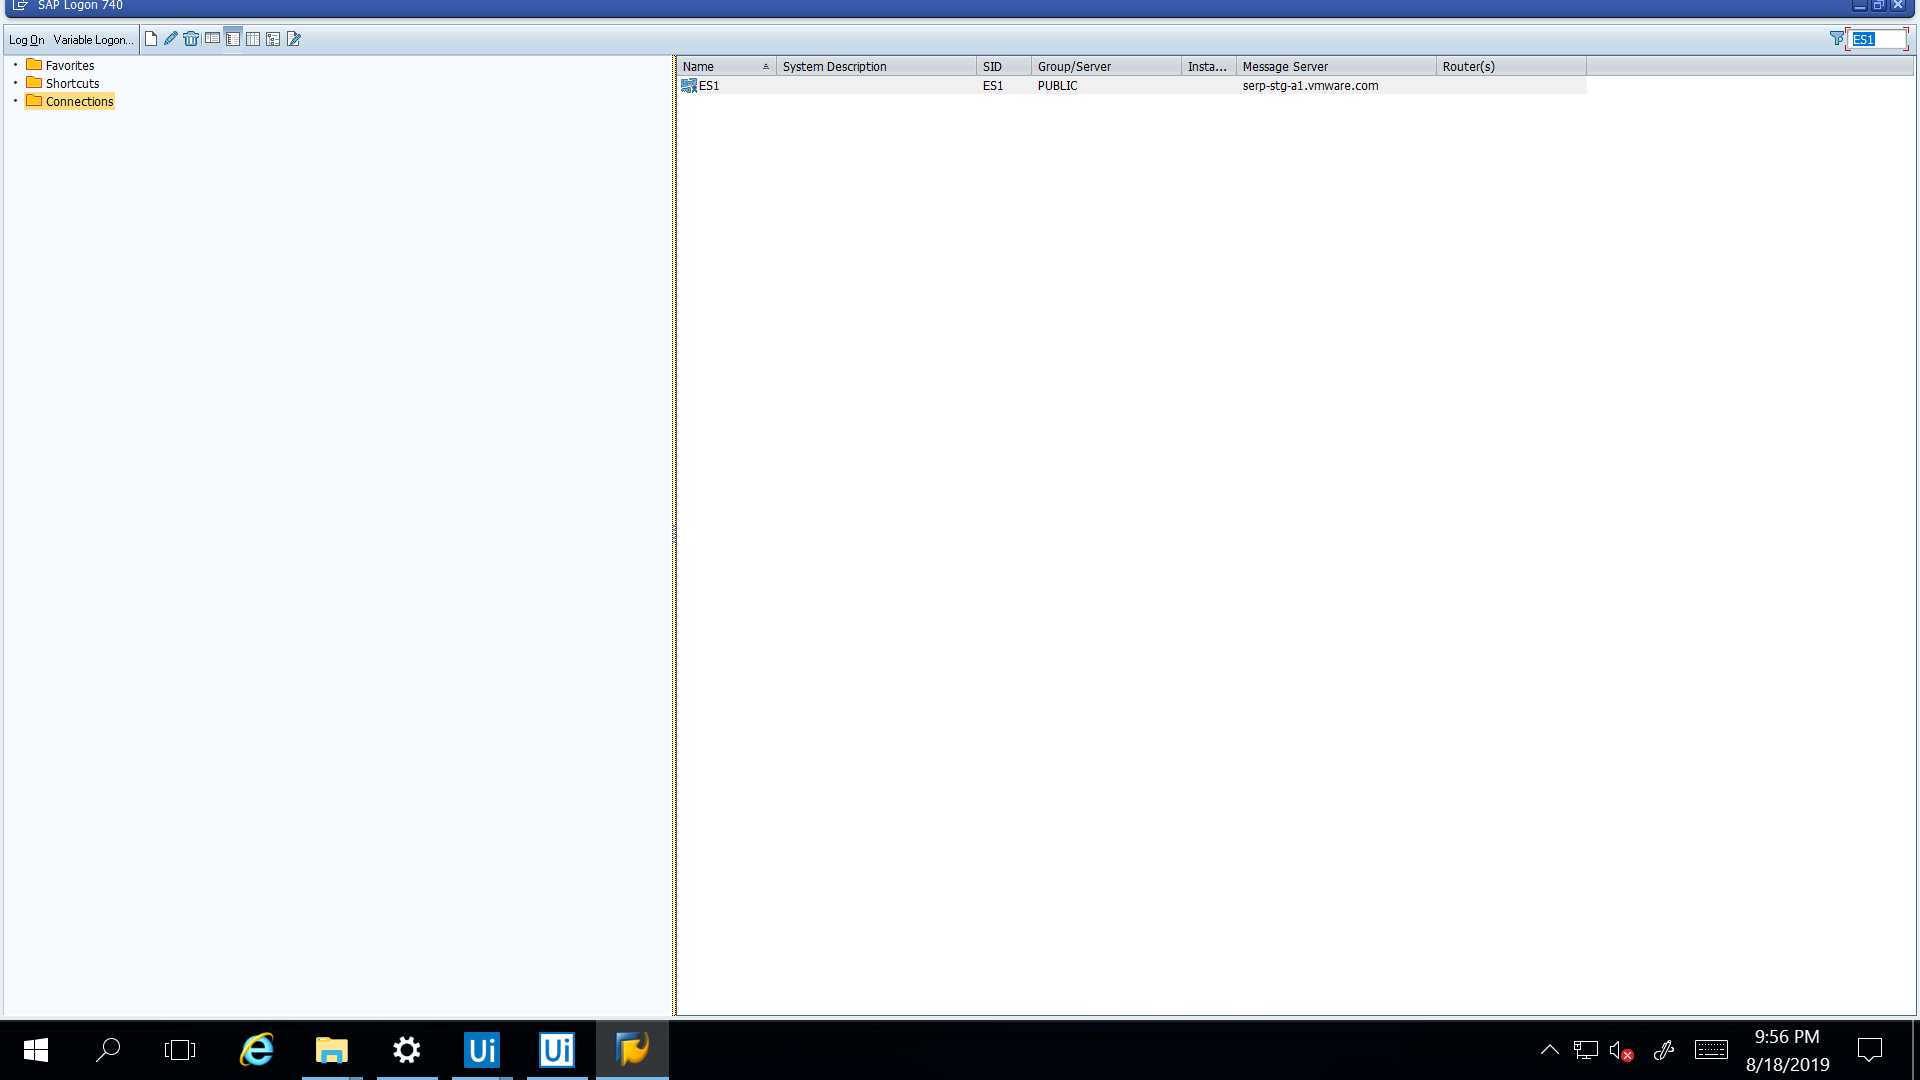 SAP Logon 740
Log On Variable Logon... ES1
Favorites
Shortcuts
Connections
Name System Description SID Group/Server Insta... Message Server Router(s)
ES1 ES1 PUBLIC serp-stg-a1.vmware.com
Ui Ui
9:56 PM
8/18/2019